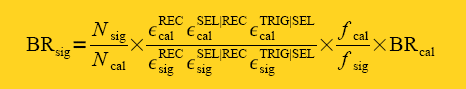 BR_sig = N_sig / N_cal × (ϵ_cal^REC ϵ_cal^SEL|REC ϵ_cal^TRIG|SEL) / (ϵ_sig^REC ϵ_sig^SEL|REC ϵ_sig^TRIG|SEL) × f_cal / f_sig × BR_cal